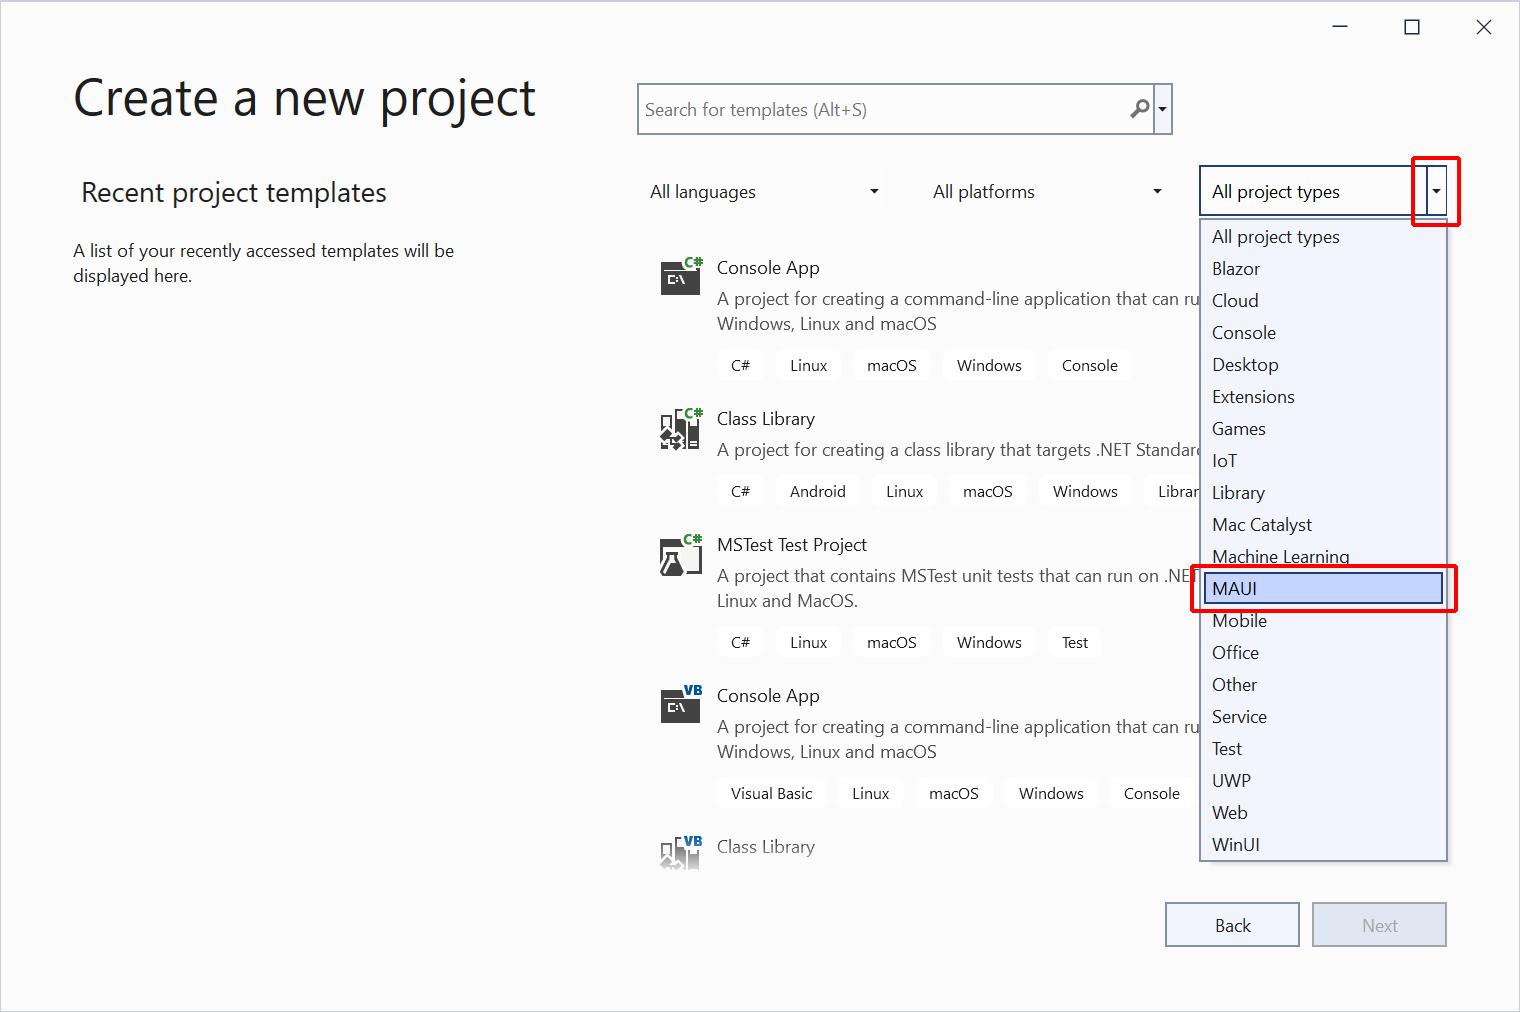 Create a new project
Search for templates (Alt+S)
Recent project templates
A list of your recently accessed templates will be
displayed here.
All languages
All platforms
All project types
C#
Console App
A project for creating a command-line application that can ru
Windows, Linux and macOS
C# Linux macOS Windows Console
C#
Class Library
A project for creating a class library that targets .NET Standar
C# Android Linux macOS Windows Librar
C#
MSTest Test Project
A project that contains MSTest unit tests that can run on .NET
Linux and MacOS.
C# Linux macOS Windows Test
VB
Console App
A project for creating a command-line application that can ru
Windows, Linux and macOS
Visual Basic Linux macOS Windows Console
VB
Class Library
All project types
Blazor
Cloud
Console
Desktop
Extensions
Games
IoT
Library
Mac Catalyst
Machine Learning
MAUI
Mobile
Office
Other
Service
Test
UWP
Web
WinUI
Back
Next